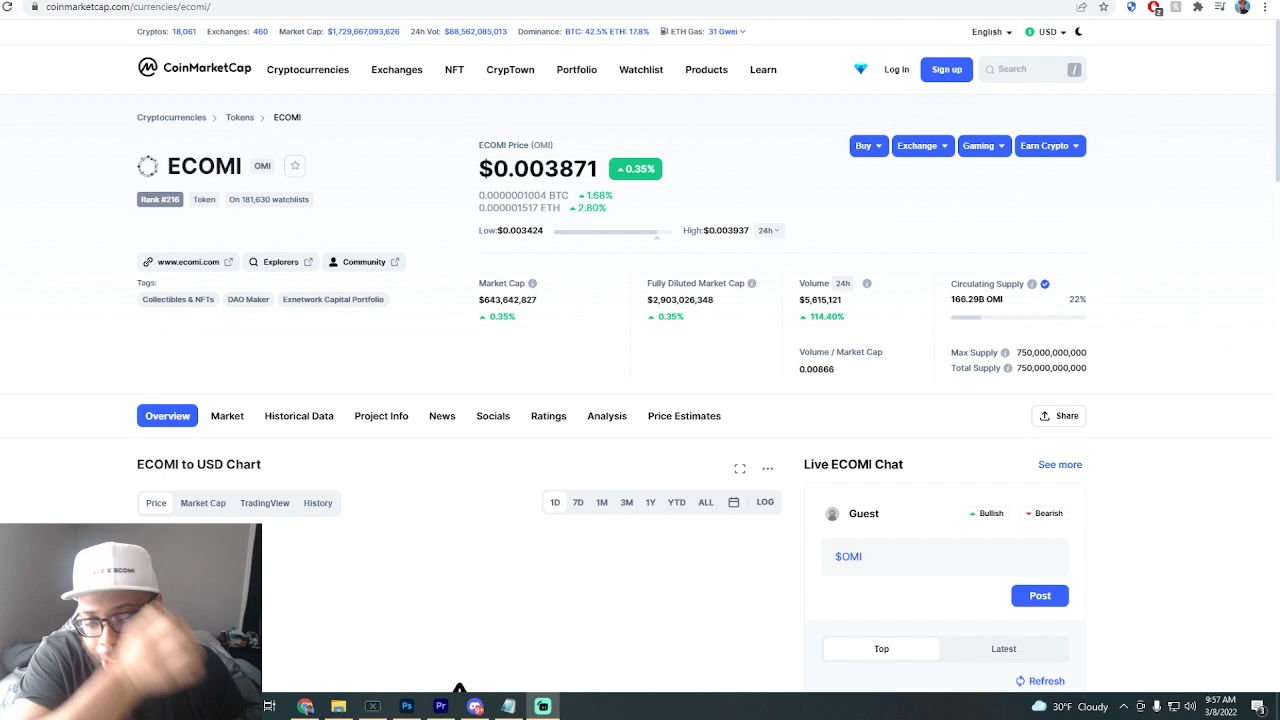 coinmarketcap.com/currencies/ecomi/
Cryptos: 18,061 Exchanges: 460 Market Cap: $1,729,667,093,626 24h Vol: $88,562,085,013 Dominance: BTC: 42.5% ETH: 17.8% ETH Gas: 31 Gwei English USD
CoinMarketCap Cryptocurrencies Exchanges NFT CrypTown Portfolio Watchlist Products Learn Log In Sign up Search /
Cryptocurrencies > Tokens > ECOMI
ECOMI OMI
Rank #216 Token On 181,630 watchlists
www.ecomi.com Explorers Community
Tags:
Collectibles & NFTs DAO Maker Exnetwork Capital Portfolio
ECOMI Price (OMI)
$0.003871 0.35%
0.0000001004 BTC 1.68%
0.000001517 ETH 2.80%
Low:$0.003424 High:$0.003937 24h
Buy Exchange Gaming Earn Crypto
Market Cap
$643,642,827
0.35%
Fully Diluted Market Cap
$2,903,026,348
0.35%
Volume 24h
$5,615,121
114.40%
Volume / Market Cap
0.00866
Circulating Supply
166.29B OMI 22%
Max Supply 750,000,000,000
Total Supply 750,000,000,000
Overview Market Historical Data Project Info News Socials Ratings Analysis Price Estimates Share
ECOMI to USD Chart
Price Market Cap TradingView History 1D 7D 1M 3M 1Y YTD ALL LOG
Live ECOMI Chat See more
Guest Bullish Bearish
$OMI
Post
Top Latest
Refresh
ECOMI
30°F Cloudy 9:57 AM
3/8/2022